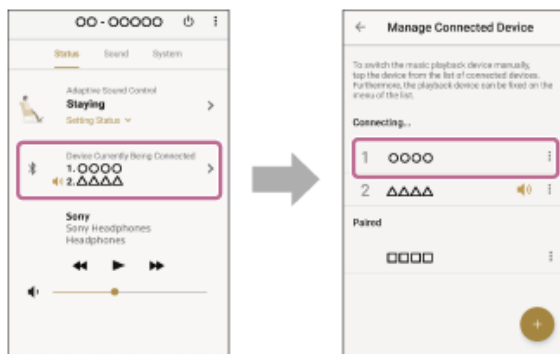 OO-OOOOO
Status Sound System
Adaptive Sound Control
Staying
Setting Status
Device Currently Being Connected
1.OOOO
2.△△△△
Sony
Sony Headphones
Headphones
Manage Connected Device
To switch the music playback device manually,
tap the device from the list of connected devices.
Furthermore, the playback device can be fixed on the
menu of the list.
Connecting...
1 OOOO
2 △△△△
Paired
□□□□